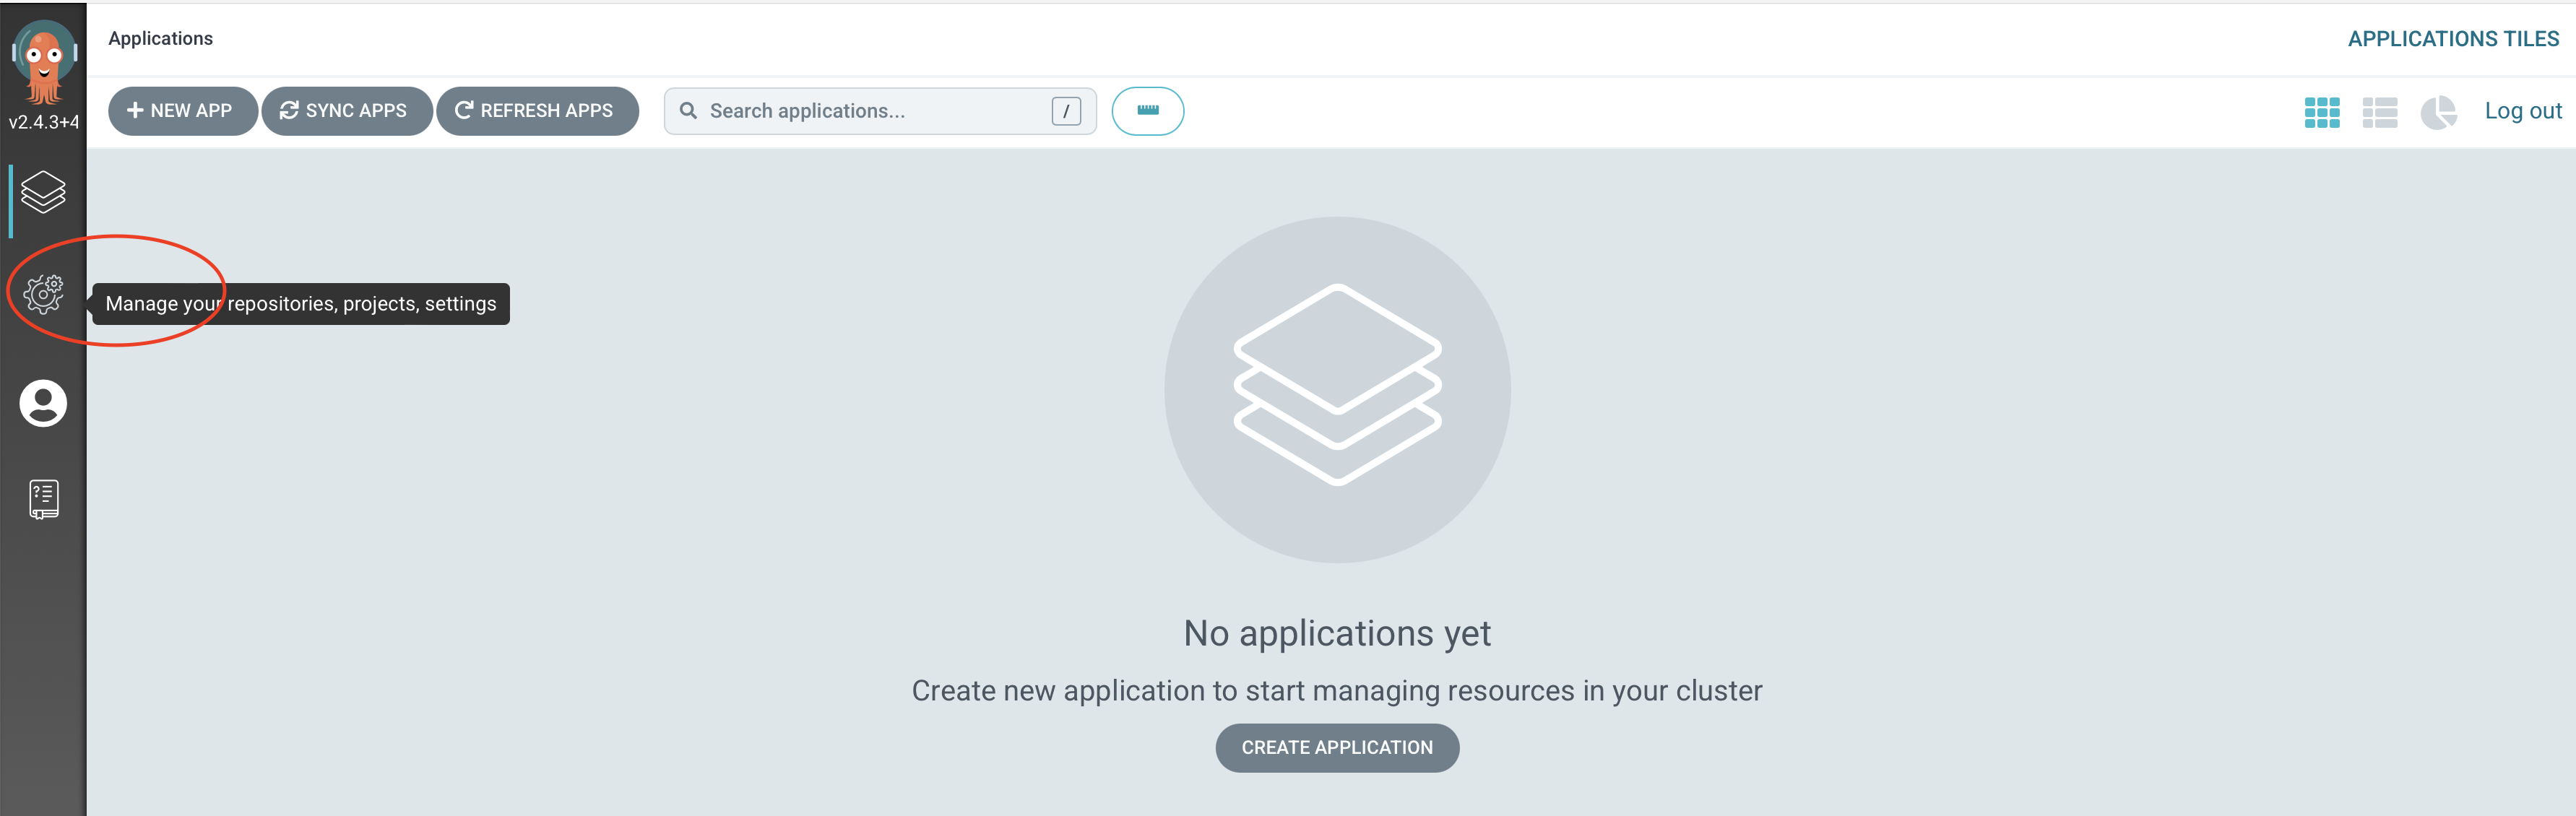 Applications
APPLICATIONS TILES
v2.4.3+4
NEW APP
SYNC APPS
REFRESH APPS
Search applications...
/
Log out
Manage your repositories, projects, settings
No applications yet
Create new application to start managing resources in your cluster
CREATE APPLICATION